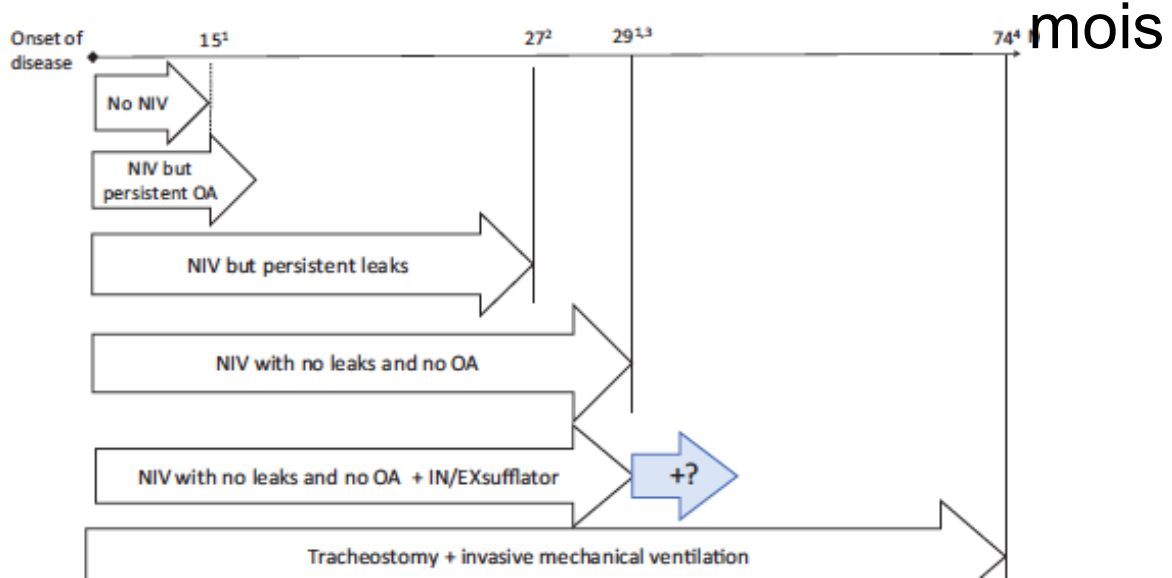 Onset of
disease
15¹
27²
29¹,³
74⁴
mois
No NIV
NIV but
persistent OA
NIV but persistent leaks
NIV with no leaks and no OA
NIV with no leaks and no OA + IN/EXsufflator
+?
Tracheostomy + invasive mechanical ventilation